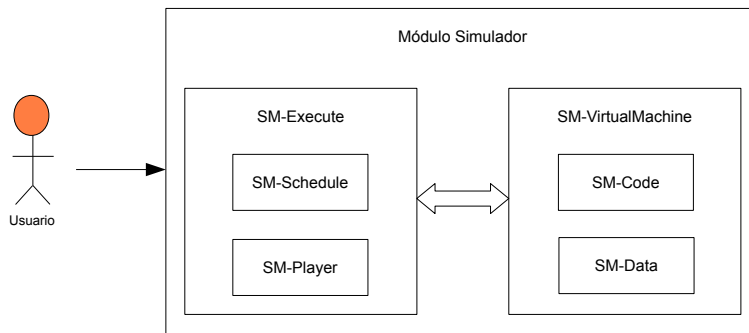 Módulo Simulador
SM-Execute
SM-VirtualMachine
SM-Schedule
SM-Code
SM-Player
SM-Data
Usuario